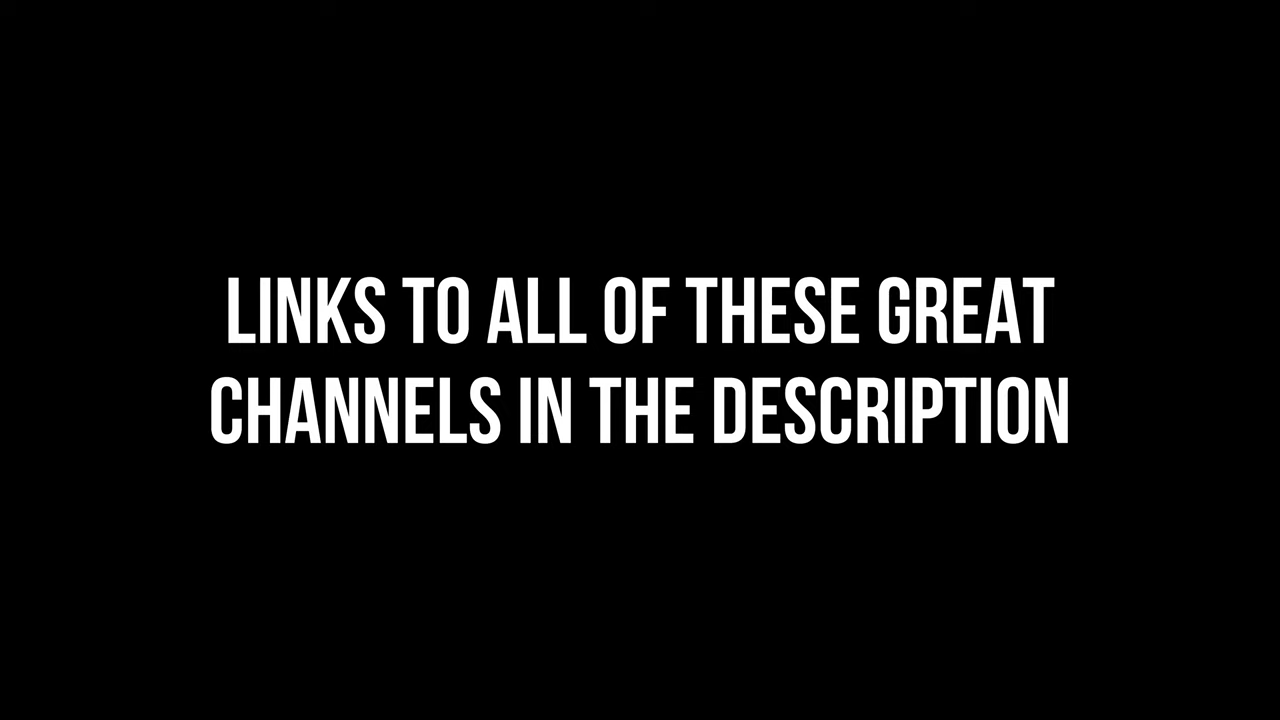 LINKS TO ALL OF THESE GREAT
CHANNELS IN THE DESCRIPTION